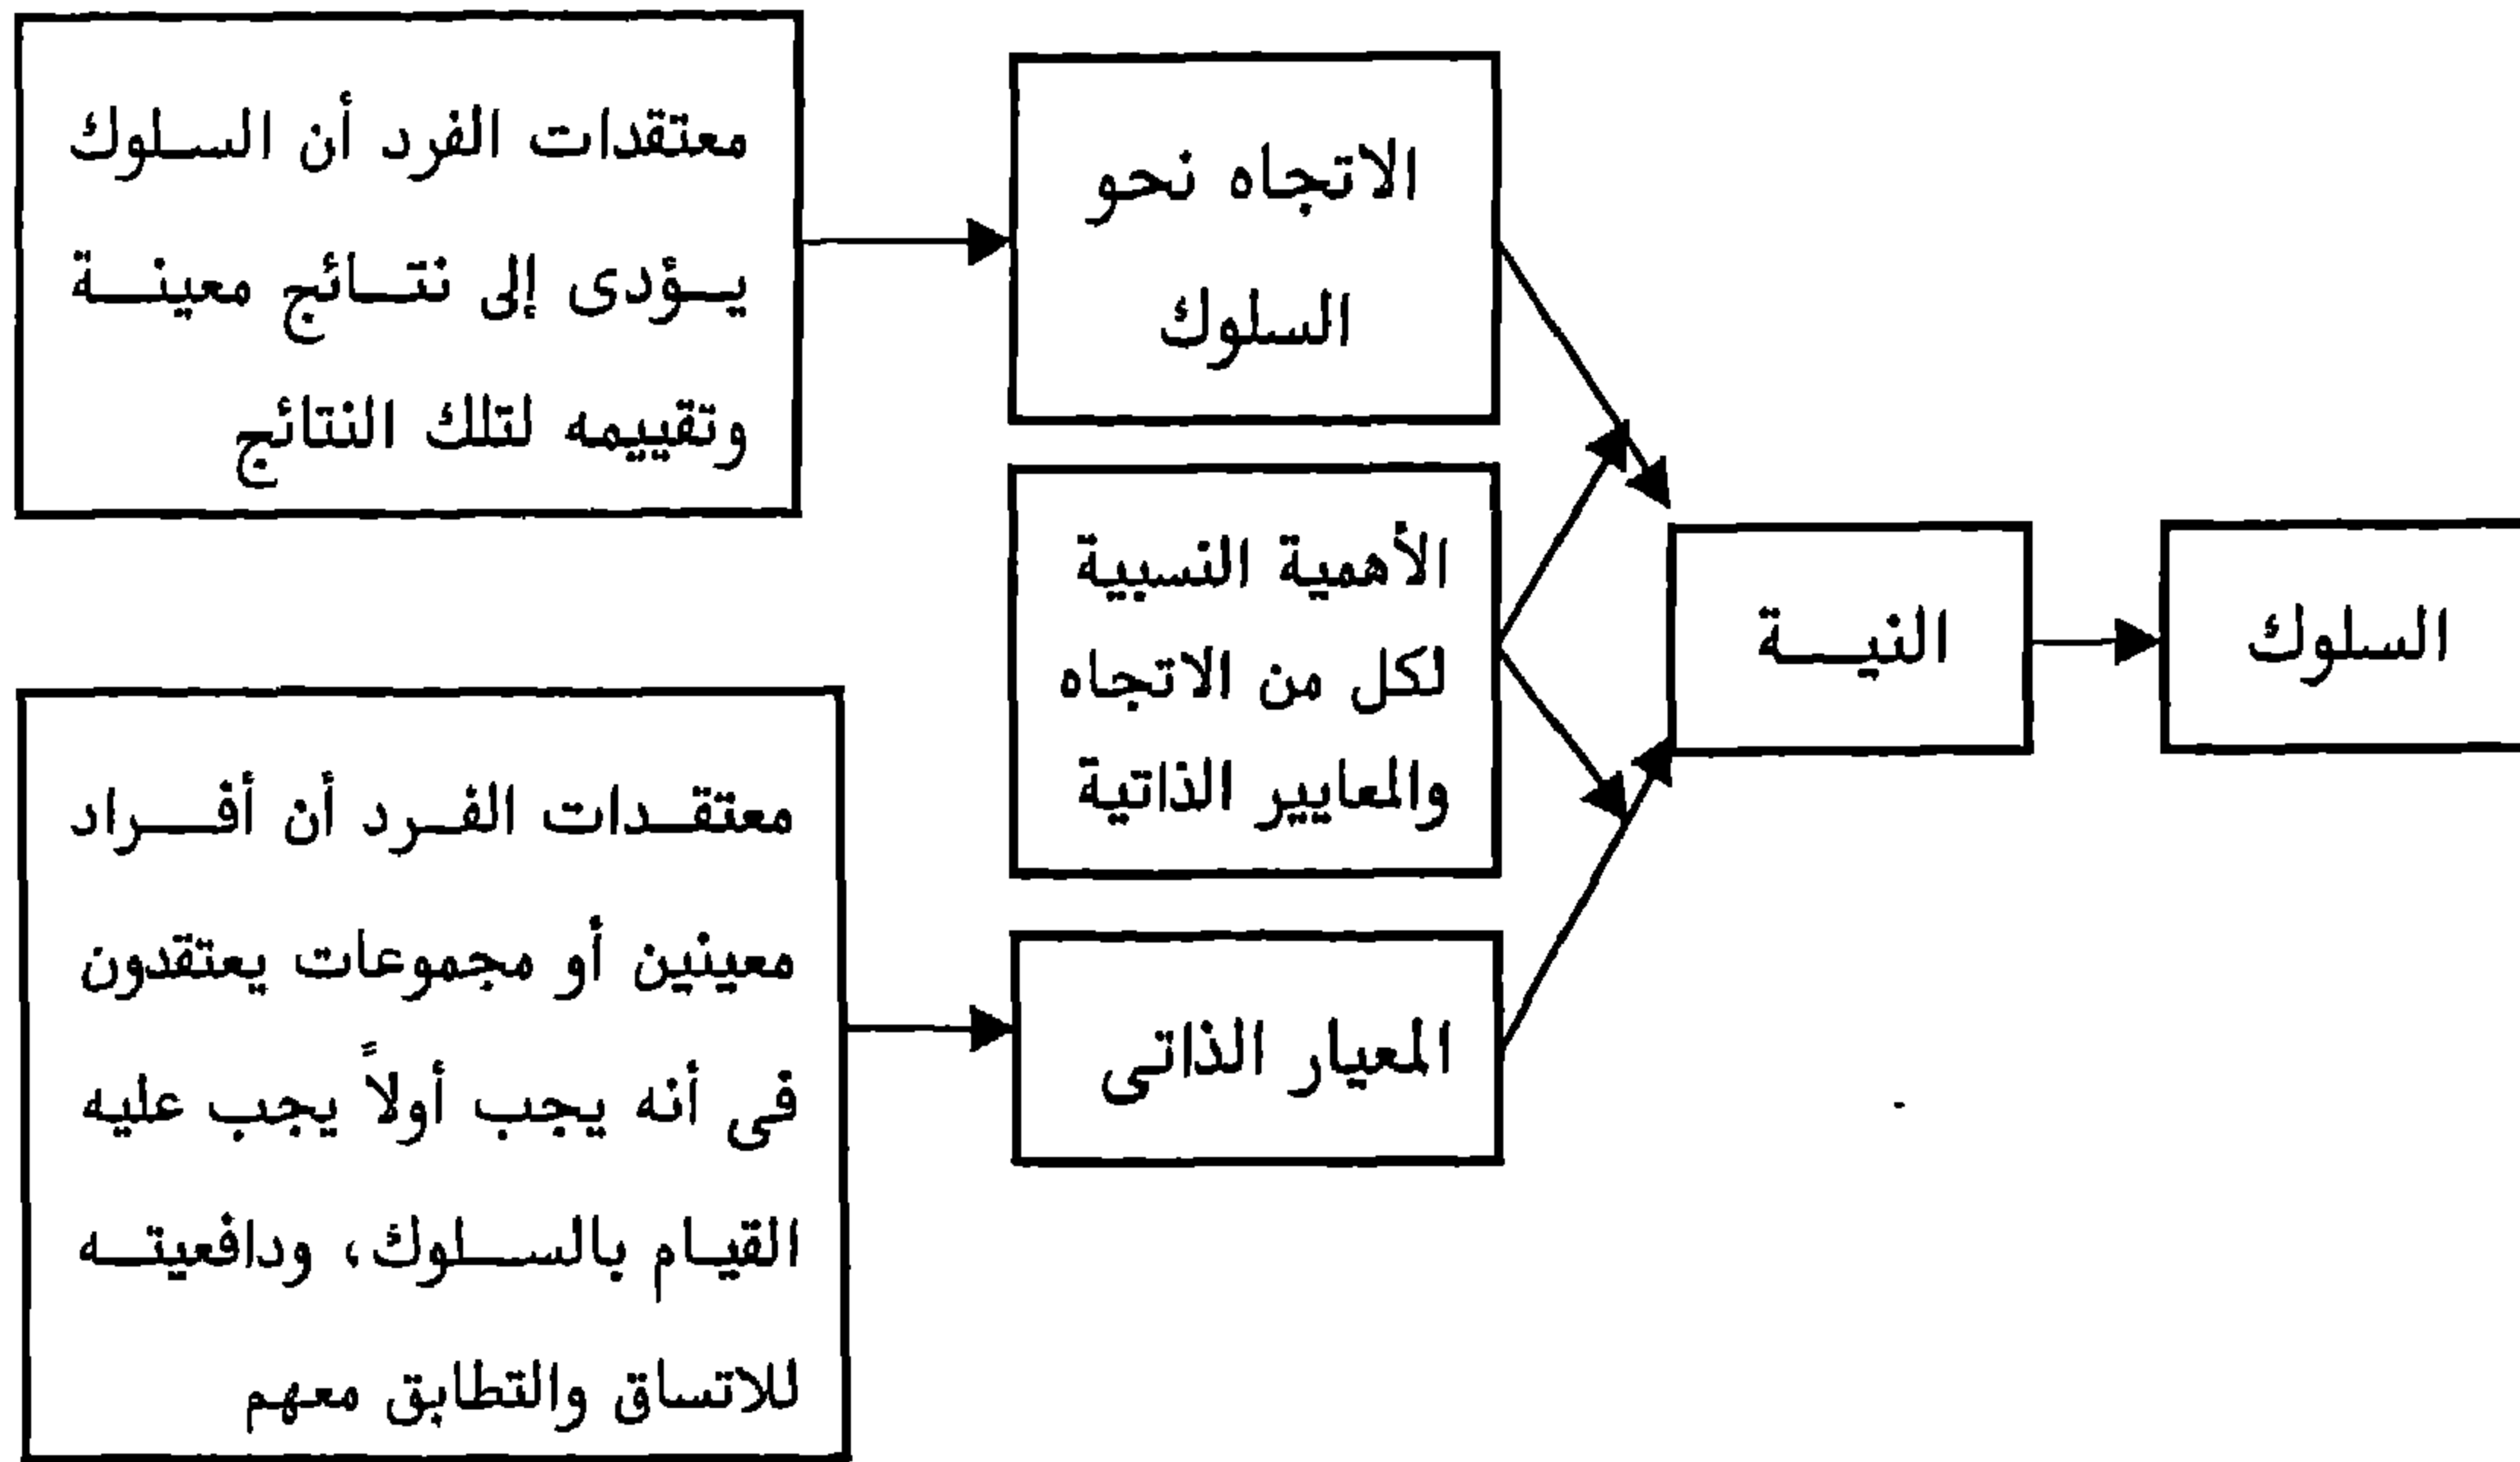 معتقدات الفرد أن السلوك
يؤدى إلى نتائج معينة
وتقييمه لتلك النتائج
الاتجاه نحو
السلوك
الأهمية النسبية
لكل من الاتجاه
والمعايير الذاتية
النية
السلوك
معتقدات الفرد أن أفراد
معينين أو مجموعات يعتقدون
فى أنه يجب أولاً يجب عليه
القيام بالسلوك، ودافعيته
للاتساق والتطابق معهم
المعيار الذاتى